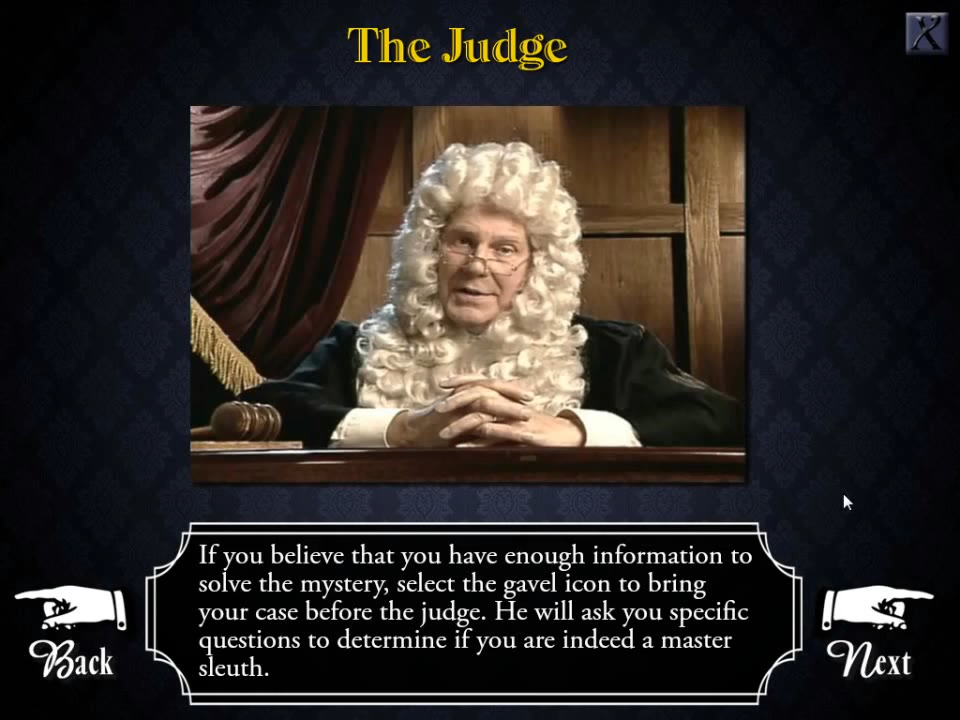 The Judge
X
If you believe that you have enough information to
solve the mystery, select the gavel icon to bring
your case before the judge. He will ask you specific
questions to determine if you are indeed a master
sleuth.
Back
Next